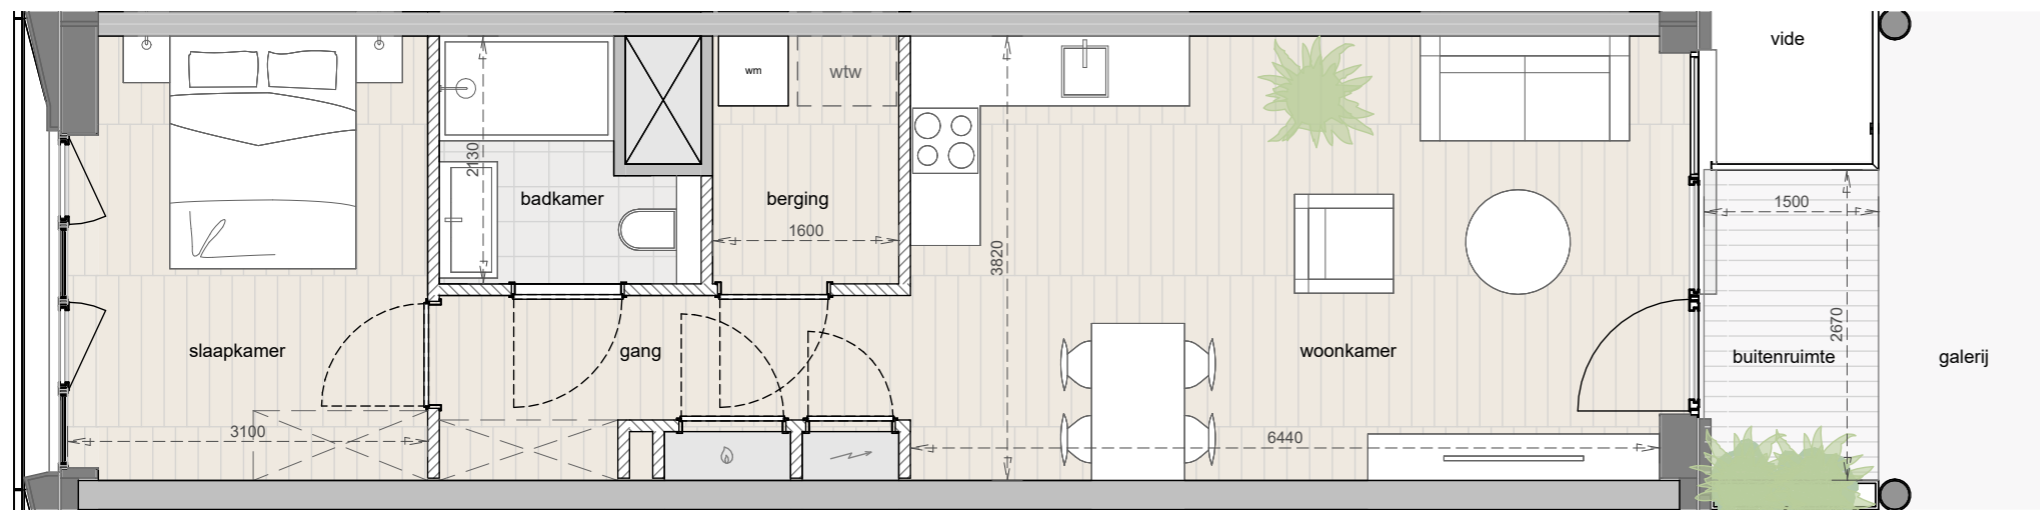 vide
wm
wtw
2130
badkamer
berging
1600
3820
1500
2670
slaapkamer
gang
woonkamer
buitenruimte
galerij
3100
6440